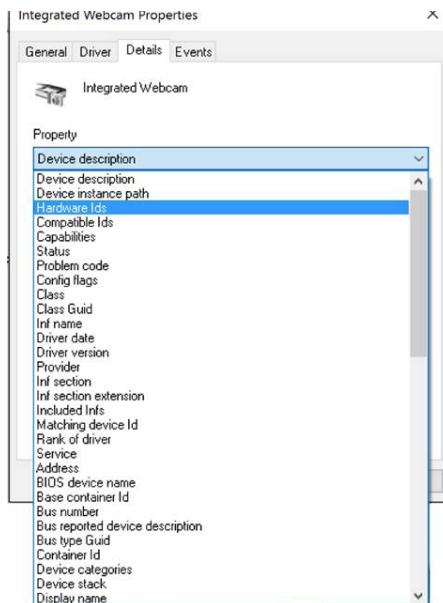 Integrated Webcam Properties
General Driver Details Events
Integrated Webcam
Property
Device description
Device description
Device instance path
Hardware Ids
Compatible Ids
Capabilities
Status
Problem code
Config flags
Class
Class Guid
Inf name
Driver date
Driver version
Provider
Inf section
Inf section extension
Included Infs
Matching device Id
Rank of driver
Service
Address
BIOS device name
Base container Id
Bus number
Bus reported device description
Bus type Guid
Container Id
Device categories
Device stack
Display name